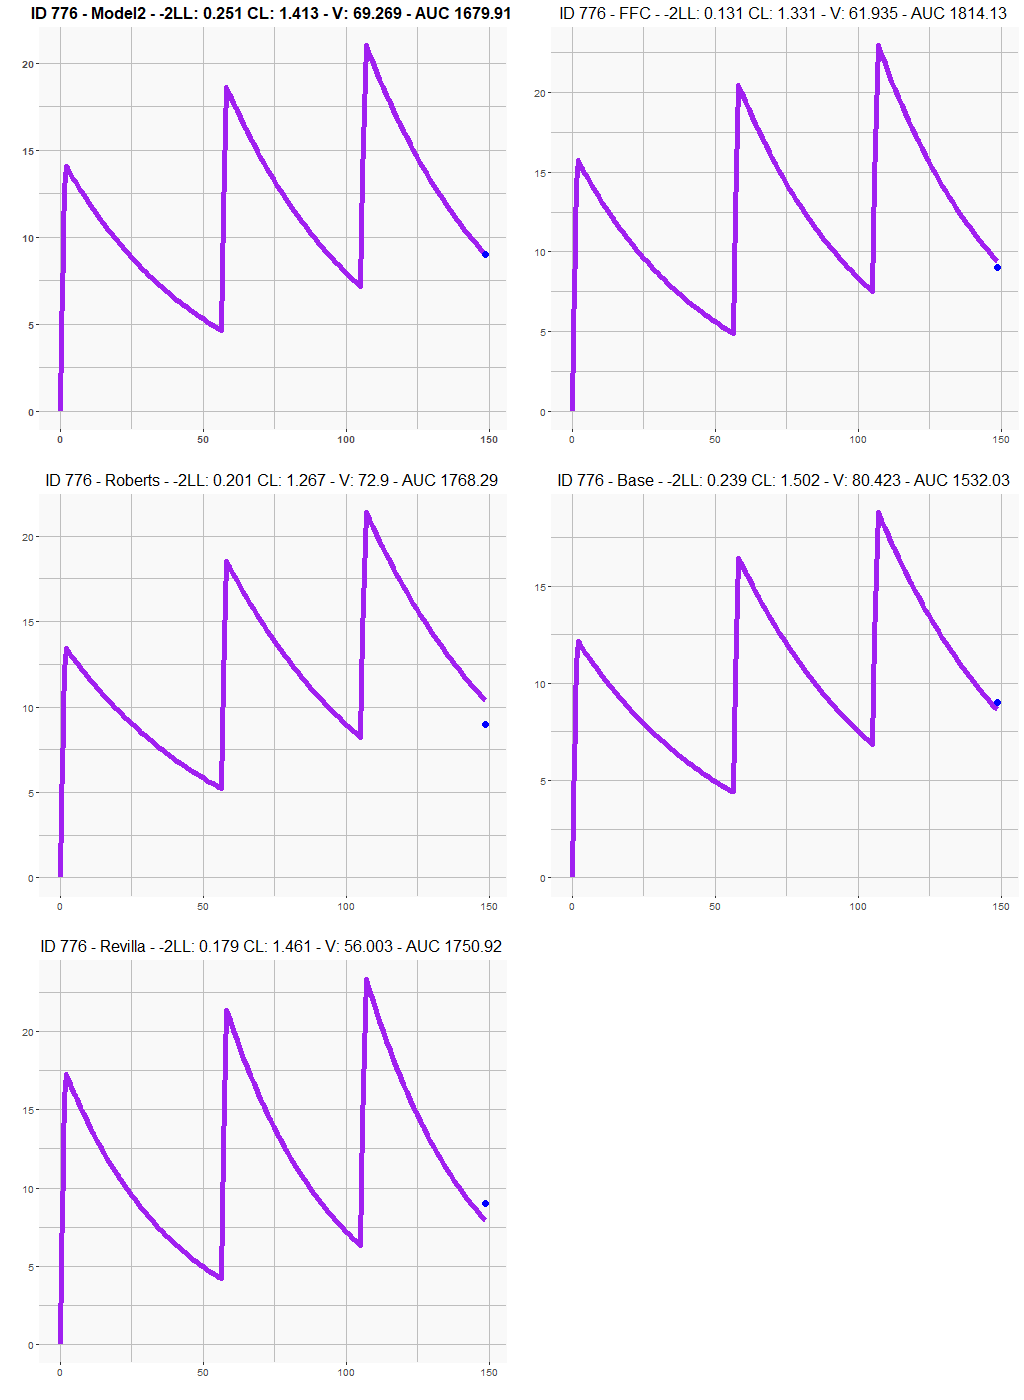 ID 776 - Model2 - -2LL: 0.251 CL: 1.413 - V: 69.269 - AUC 1679.91
20
15
10
5
0
0 50 100 150
ID 776 - FFC - -2LL: 0.131 CL: 1.331 - V: 61.935 - AUC 1814.13
20
15
10
5
0
0 50 100 150
ID 776 - Roberts - -2LL: 0.201 CL: 1.267 - V: 72.9 - AUC 1768.29
20
15
10
5
0
0 50 100 150
ID 776 - Base - -2LL: 0.239 CL: 1.502 - V: 80.423 - AUC 1532.03
15
10
5
0
0 50 100 150
ID 776 - Revilla - -2LL: 0.179 CL: 1.461 - V: 56.003 - AUC 1750.92
20
15
10
5
0
0 50 100 150